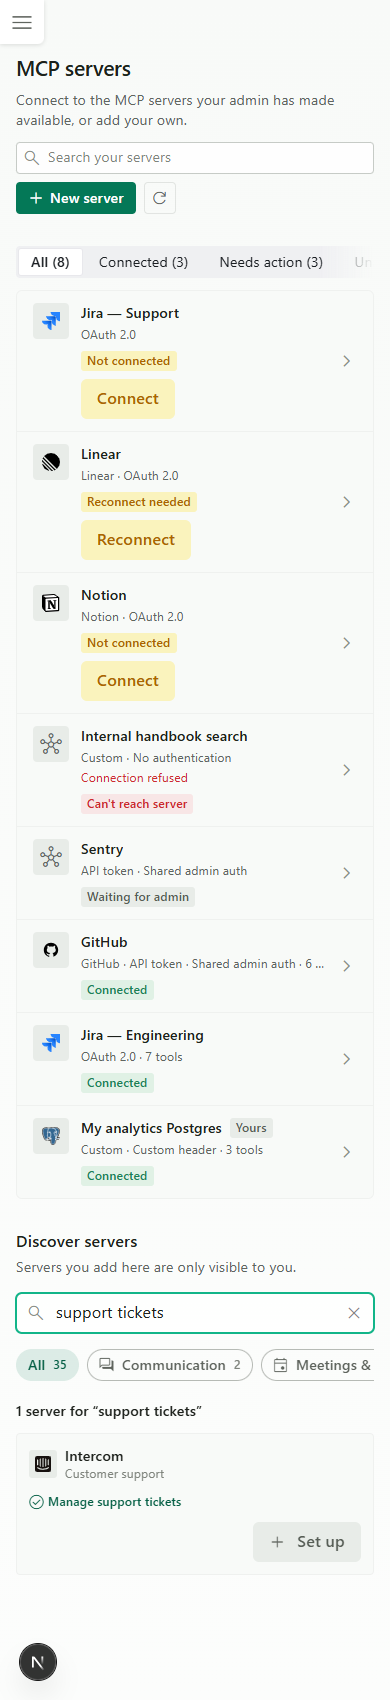 MCP servers
Connect to the MCP servers your admin has made
available, or add your own.
Search your servers
New server
All (8)
Connected (3)
Needs action (3)
Un
Jira — Support
OAuth 2.0
Not connected
Connect
Linear
Linear · OAuth 2.0
Reconnect needed
Reconnect
Notion
Notion · OAuth 2.0
Not connected
Connect
Internal handbook search
Custom · No authentication
Connection refused
Can't reach server
Sentry
API token · Shared admin auth
Waiting for admin
GitHub
GitHub · API token · Shared admin auth · 6 ...
Connected
Jira — Engineering
OAuth 2.0 · 7 tools
Connected
My analytics Postgres Yours
Custom · Custom header · 3 tools
Connected
Discover servers
Servers you add here are only visible to you.
support tickets
All 35
Communication 2
Meetings &
1 server for “support tickets”
Intercom
Customer support
Manage support tickets
Set up
N